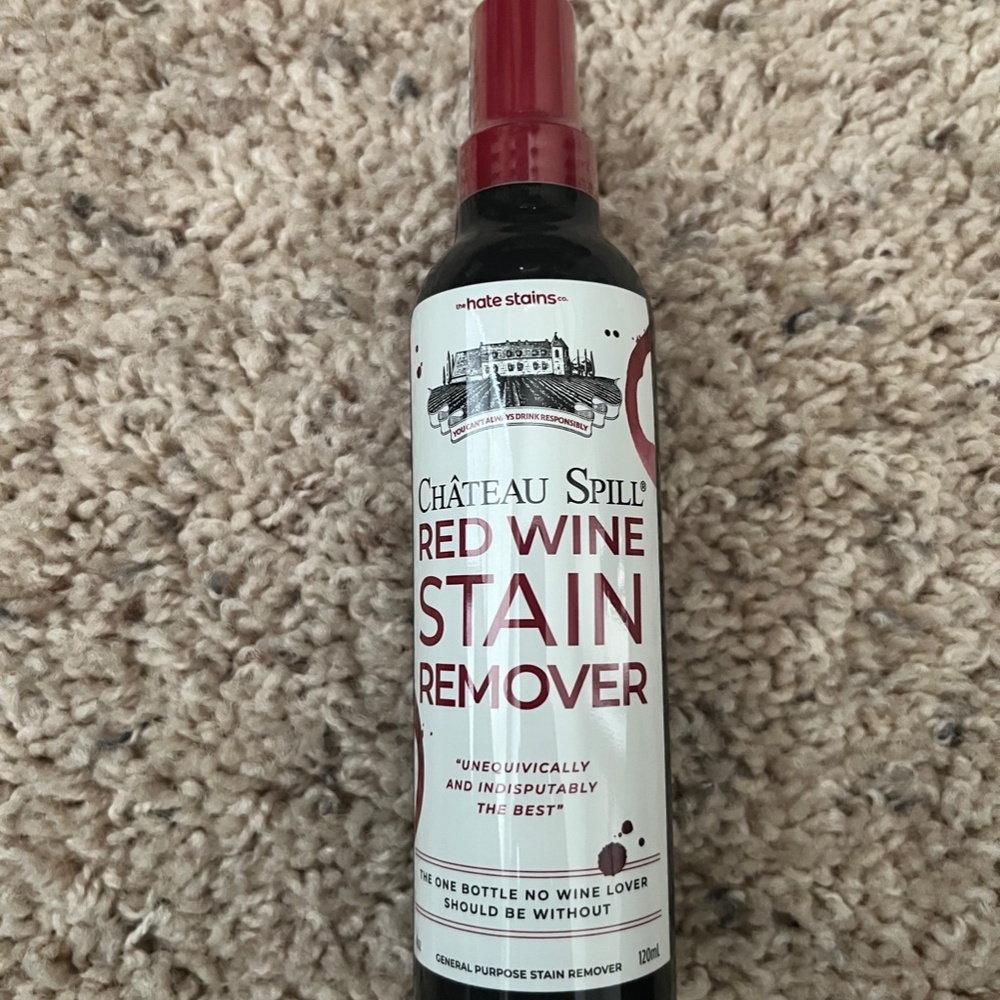 the hate stains co.
YOU CAN'T ALWAYS DRINK RESPONSIBLY
CHÂTEAU SPILL®
RED WINE
STAIN
REMOVER
"UNEQUIVICALLY
AND INDISPUTABLY
THE BEST"
THE ONE BOTTLE NO WINE LOVER
SHOULD BE WITHOUT
GENERAL PURPOSE STAIN REMOVER
120mL